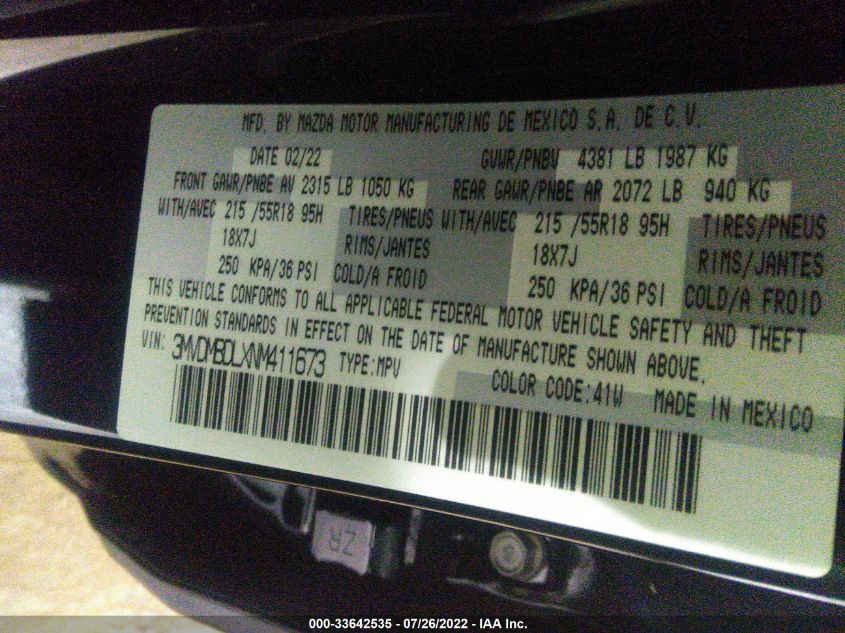 MFD. BY MAZDA MOTOR MANUFACTURING DE MEXICO S.A. DE C.V.
DATE 02/22 GVWR/PNBV 4381 LB 1987 KG
FRONT GAWR/PNBE AV 2315 LB 1050 KG REAR GAWR/PNBE AR 2072 LB 940 KG
WITH/AVEC 215 /55R18 95H TIRES/PNEUS WITH/AVEC 215 /55R18 95H TIRES/PNEUS
18X7J RIMS/JANTES 18X7J RIMS/JANTES
250 KPA/36 PSI COLD/A FROID 250 KPA/36 PSI COLD/A FROID
THIS VEHICLE CONFORMS TO ALL APPLICABLE FEDERAL MOTOR VEHICLE SAFETY AND THEFT
PREVENTION STANDARDS IN EFFECT ON THE DATE OF MANUFACTURE SHOWN ABOVE.
VIN: 3MVDMBDLXNM411673 TYPE:MPV
COLOR CODE:41W MADE IN MEXICO
ZR
000-33642535 - 07/26/2022 - IAA Inc.